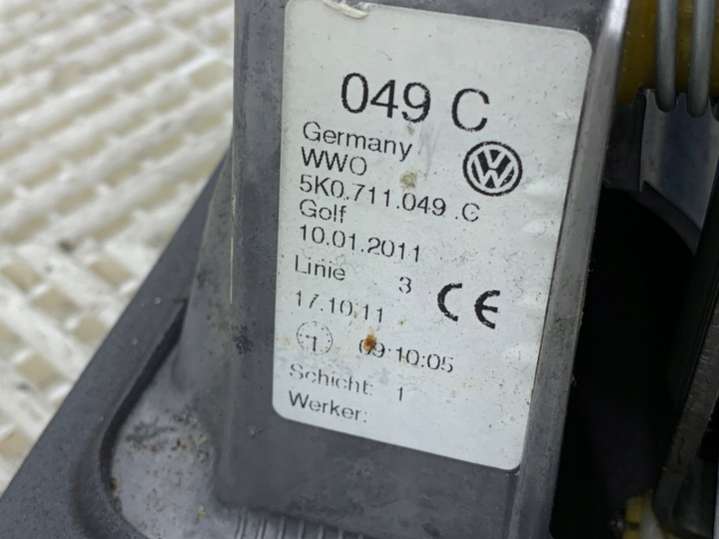 049 C
Germany
WWO
5K0.711.049 .C
Golf
10.01.2011
Linie 3
17.10.11
1 09:10:05
Schicht: 1
Werker: